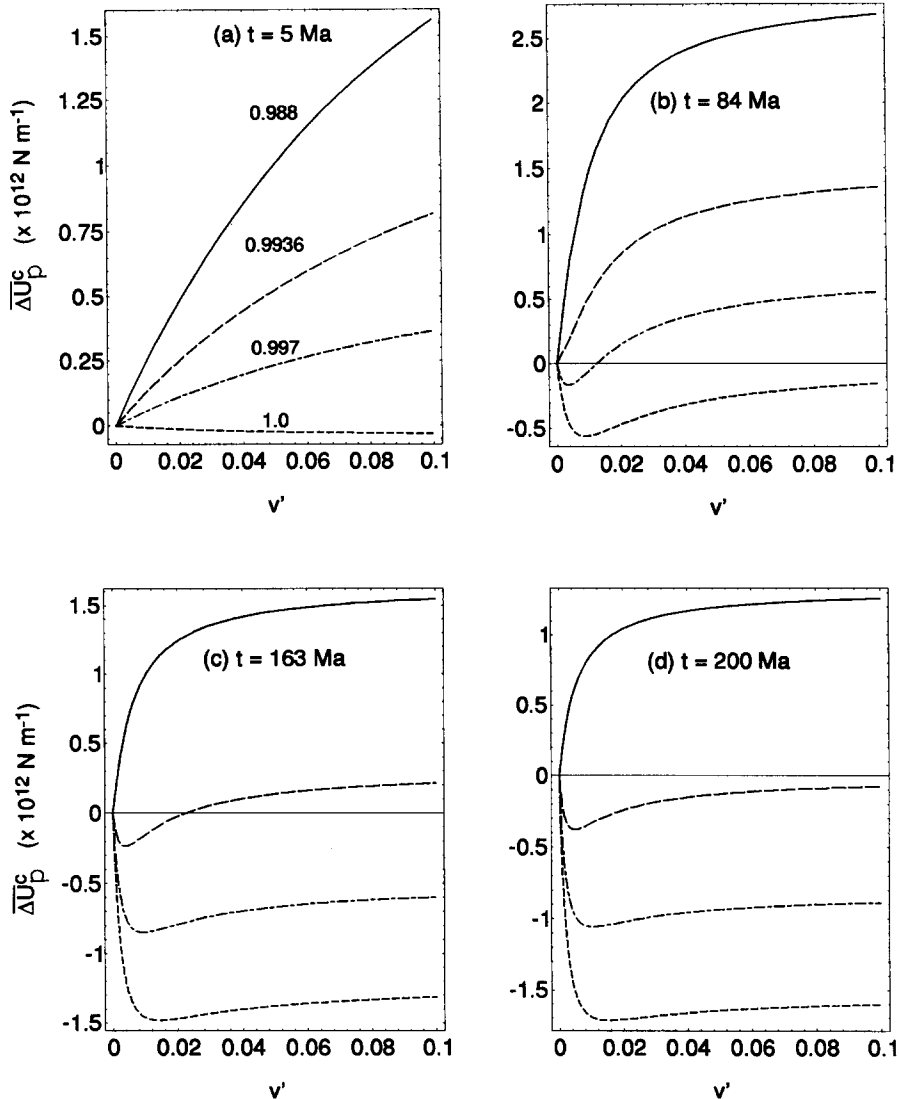 (a) t = 5 Ma
1.5
1.25
1
0.75
0.5
0.25
0
0.988
0.9936
0.997
1.0
0 0.02 0.04 0.06 0.08 0.1
v'
ΔU_p^c (x 10^12 N m^-1)
(b) t = 84 Ma
2.5
2
1.5
1
0.5
0
-0.5
0 0.02 0.04 0.06 0.08 0.1
v'
(c) t = 163 Ma
1.5
1
0.5
0
-0.5
-1
-1.5
0 0.02 0.04 0.06 0.08 0.1
v'
ΔU_p^c (x 10^12 N m^-1)
(d) t = 200 Ma
1
0.5
0
-0.5
-1
-1.5
0 0.02 0.04 0.06 0.08 0.1
v'